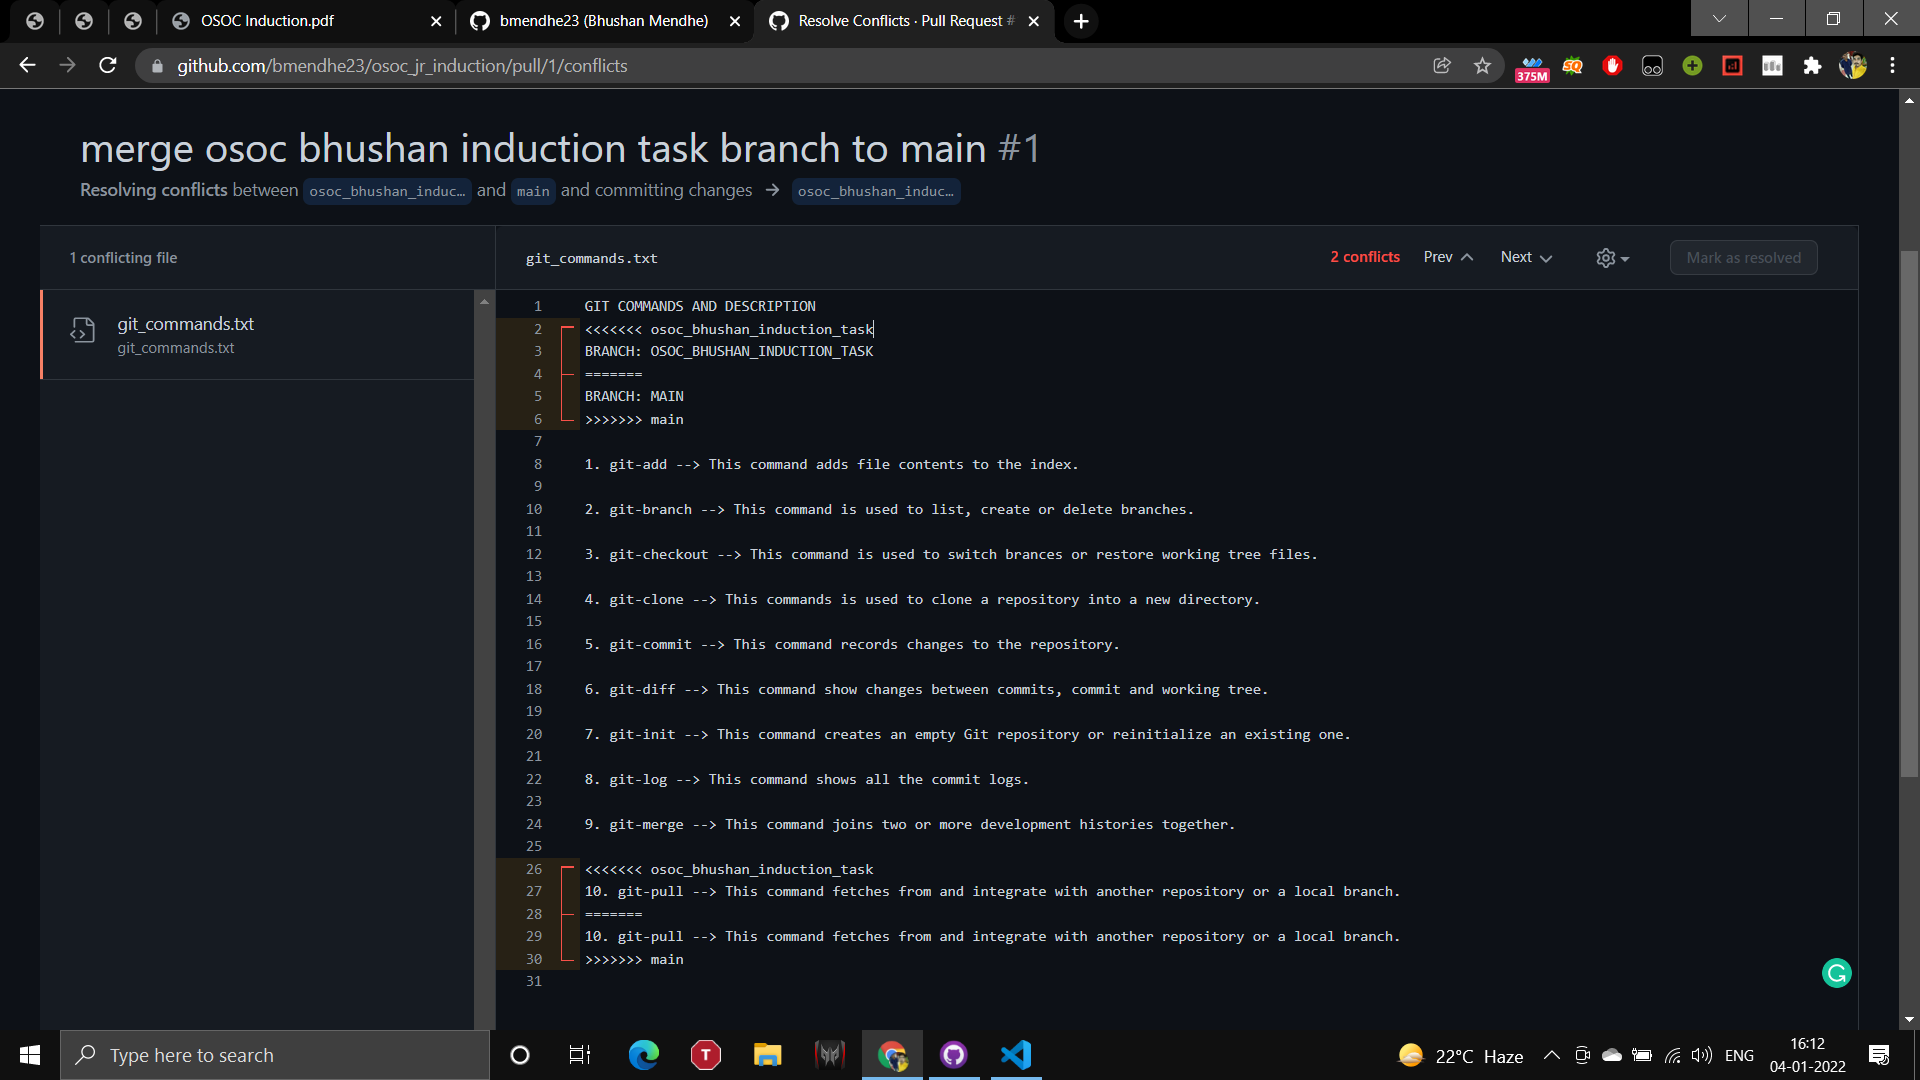 OSOC Induction.pdf
bmendhe23 (Bhushan Mendhe)
Resolve Conflicts · Pull Request #
github.com/bmendhe23/osoc_jr_induction/pull/1/conflicts
375M
merge osoc bhushan induction task branch to main #1
Resolving conflicts between osoc_bhushan_induc… and main and committing changes → osoc_bhushan_induc…
1 conflicting file
git_commands.txt
git_commands.txt
git_commands.txt
2 conflicts Prev Next Mark as resolved
1 GIT COMMANDS AND DESCRIPTION
2 <<<<<<< osoc_bhushan_induction_task
3 BRANCH: OSOC_BHUSHAN_INDUCTION_TASK
4 =======
5 BRANCH: MAIN
6 >>>>>>> main
7
8 1. git-add --> This command adds file contents to the index.
9
10 2. git-branch --> This command is used to list, create or delete branches.
11
12 3. git-checkout --> This command is used to switch brances or restore working tree files.
13
14 4. git-clone --> This commands is used to clone a repository into a new directory.
15
16 5. git-commit --> This command records changes to the repository.
17
18 6. git-diff --> This command show changes between commits, commit and working tree.
19
20 7. git-init --> This command creates an empty Git repository or reinitialize an existing one.
21
22 8. git-log --> This command shows all the commit logs.
23
24 9. git-merge --> This command joins two or more development histories together.
25
26 <<<<<<< osoc_bhushan_induction_task
27 10. git-pull --> This command fetches from and integrate with another repository or a local branch.
28 =======
29 10. git-pull --> This command fetches from and integrate with another repository or a local branch.
30 >>>>>>> main
31
Type here to search
22°C Haze
ENG
16:12
04-01-2022